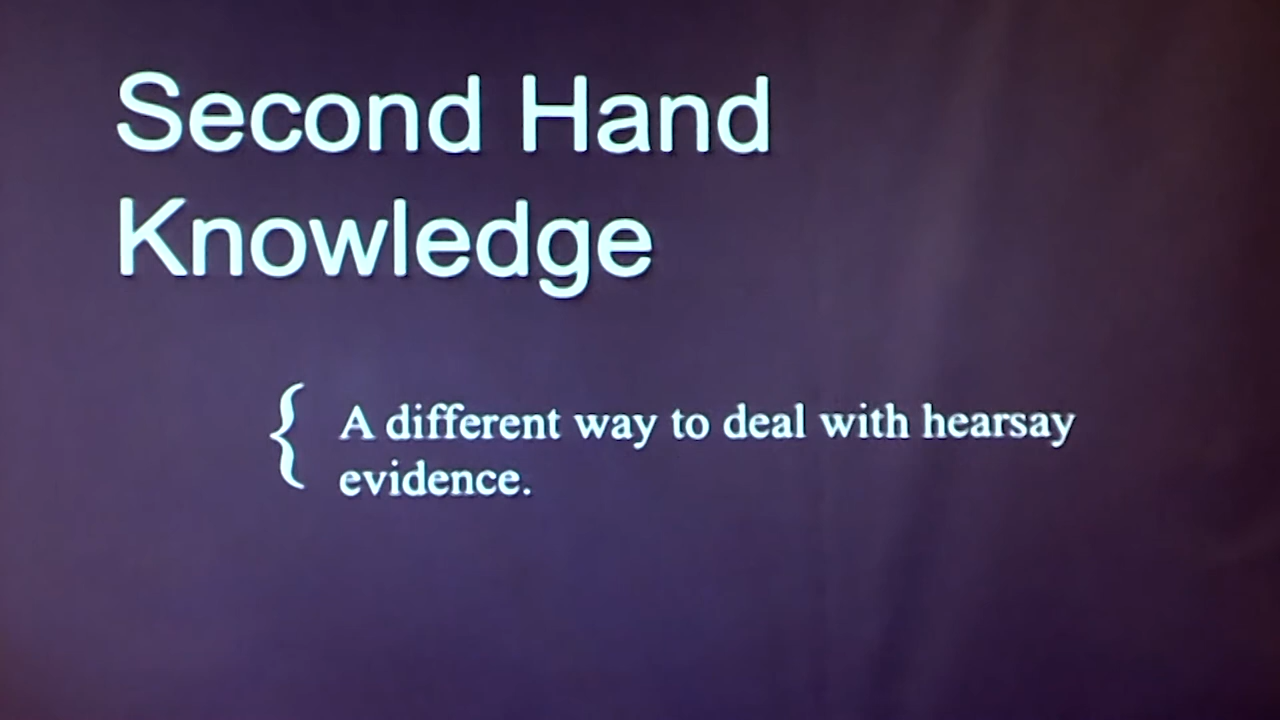 Second Hand
Knowledge
{ A different way to deal with hearsay
evidence.